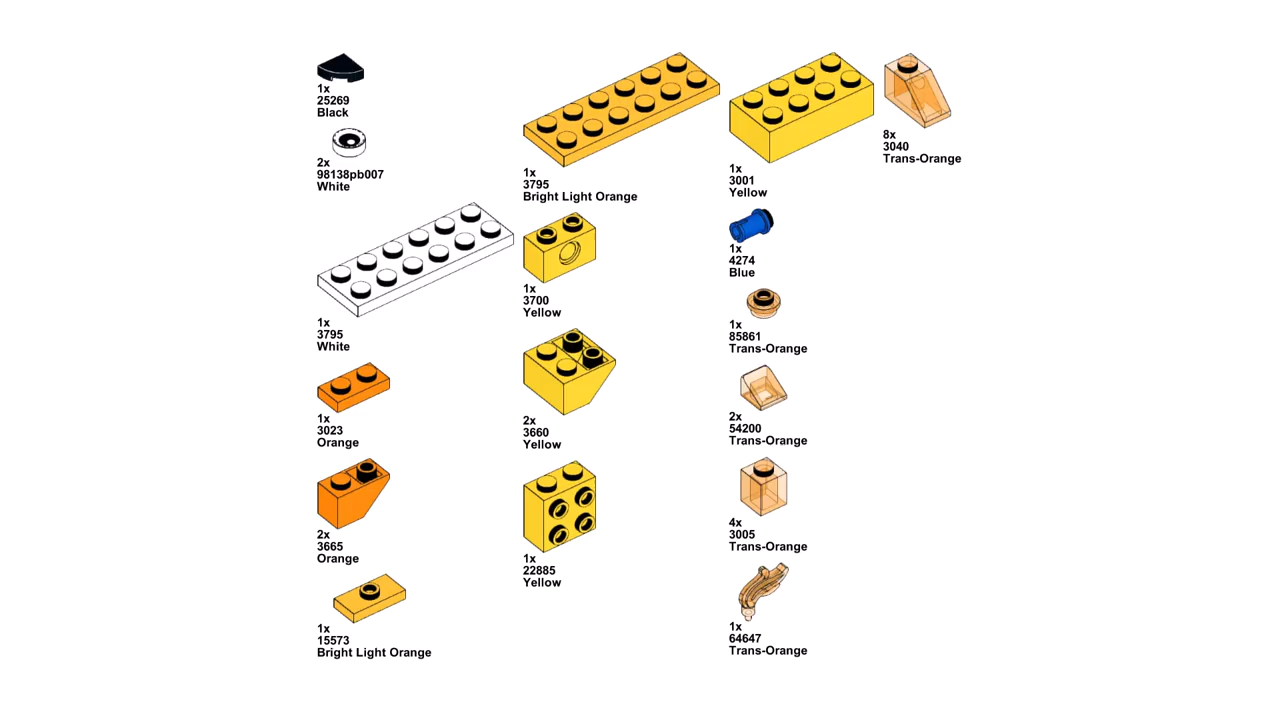 1x
25269
Black
2x
98138pb007
White
1x
3795
White
1x
3023
Orange
2x
3665
Orange
1x
15573
Bright Light Orange
1x
3795
Bright Light Orange
1x
3700
Yellow
2x
3660
Yellow
1x
22885
Yellow
1x
3001
Yellow
1x
4274
Blue
1x
85861
Trans-Orange
2x
54200
Trans-Orange
4x
3005
Trans-Orange
1x
64647
Trans-Orange
8x
3040
Trans-Orange